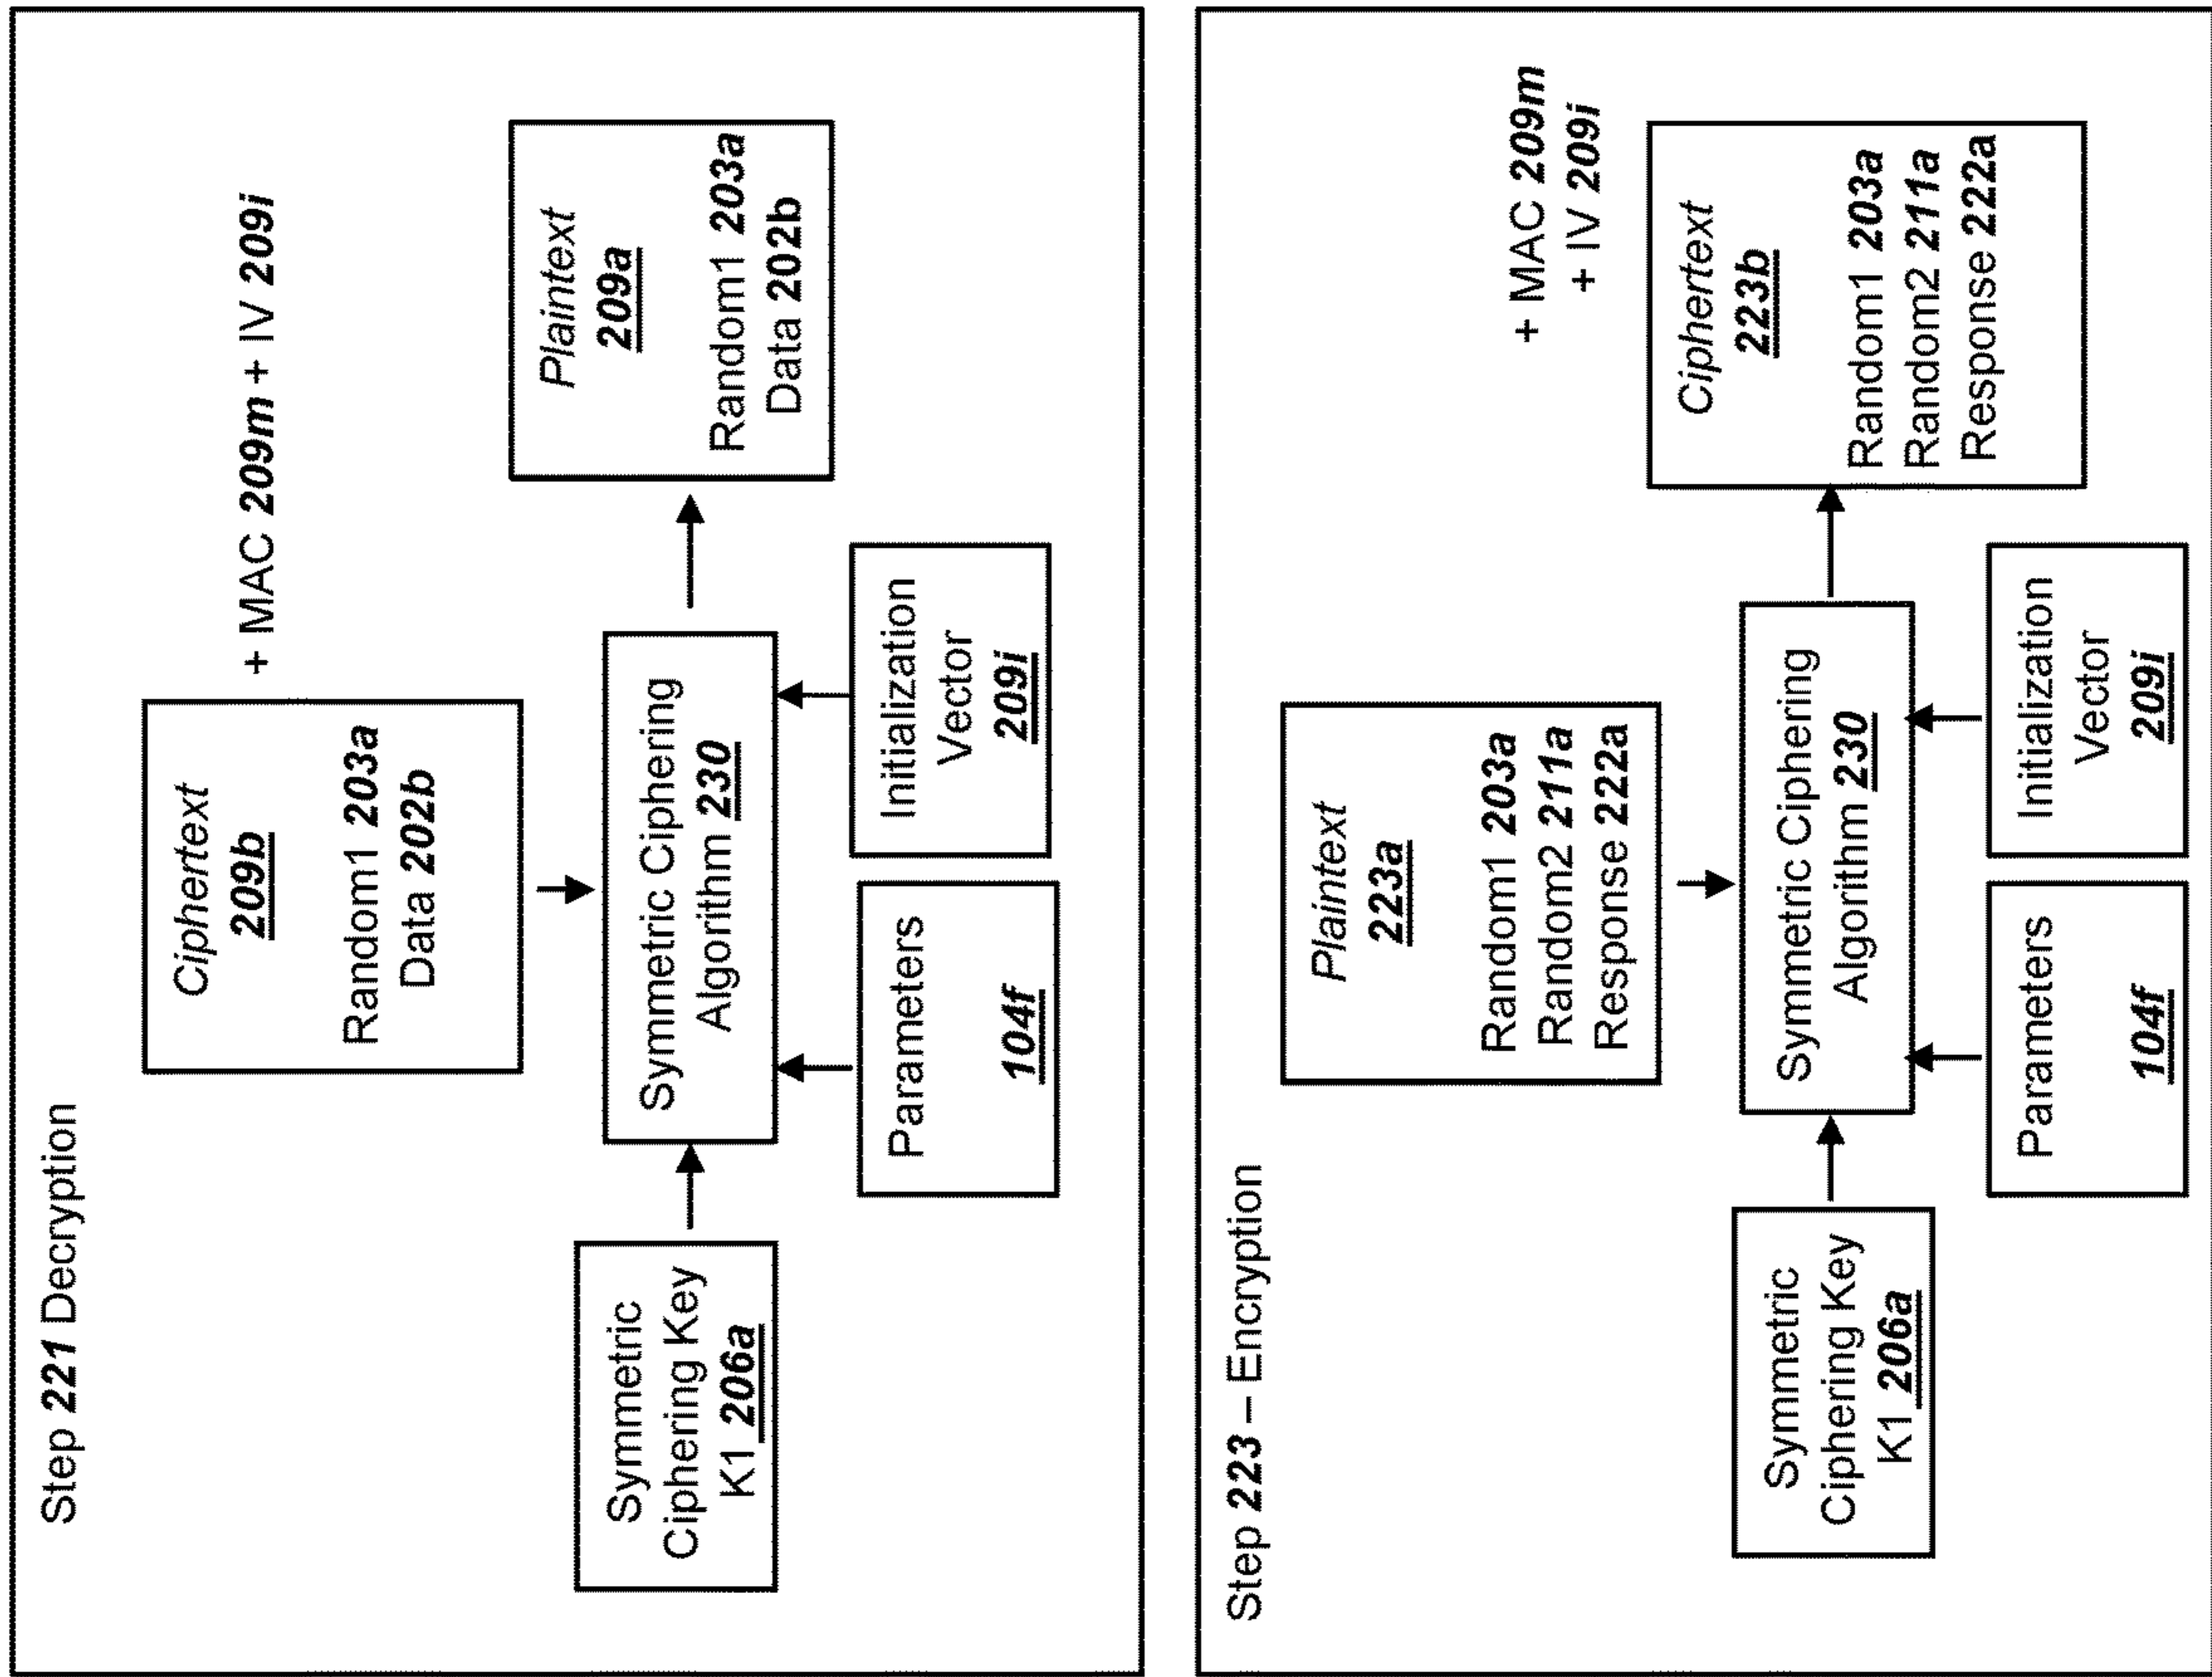 Step 221 Decryption
Ciphertext
209b
Random1 203a
Data 202b
+ MAC 209m + IV 209i
Symmetric
Ciphering Key
K1 206a
Symmetric Ciphering
Algorithm 230
Plaintext
209a
Random1 203a
Data 202b
Parameters
104f
Initialization
Vector
209i
Step 223 – Encryption
Plaintext
223a
Random1 203a
Random2 211a
Response 222a
+ MAC 209m
+ IV 209i
Symmetric
Ciphering Key
K1 206a
Symmetric Ciphering
Algorithm 230
Ciphertext
223b
Random1 203a
Random2 211a
Response 222a
Parameters
104f
Initialization
Vector
209i